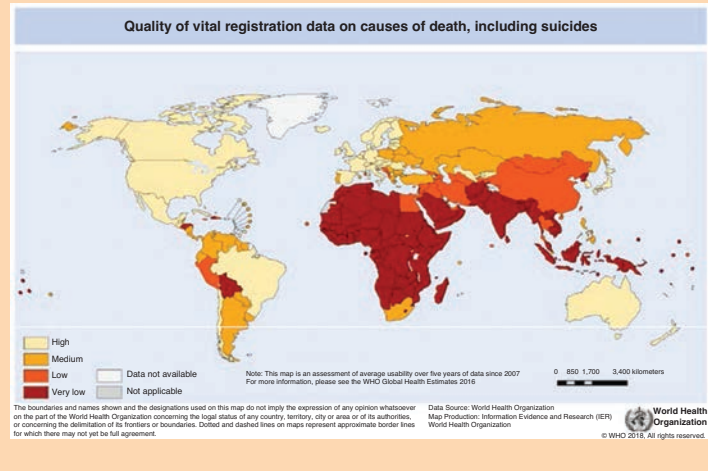 Quality of vital registration data on causes of death, including suicides
High
Medium
Low
Very low
Data not available
Not applicable
Note: This map is an assessment of average usability over five years of data since 2007
For more information, please see the WHO Global Health Estimates 2016
0 850 1,700 3,400 kilometers
The boundaries and names shown and the designations used on this map do not imply the expression of any opinion whatsoever
on the part of the World Health Organization concerning the legal status of any country, territory, city or area or of its authorities,
or concerning the delimitation of its frontiers or boundaries. Dotted and dashed lines on maps represent approximate border lines
for which there may not yet be full agreement.
Data Source: World Health Organization
Map Production: Information Evidence and Research (IER)
World Health Organization
World Health
Organization
© WHO 2018, All rights reserved.